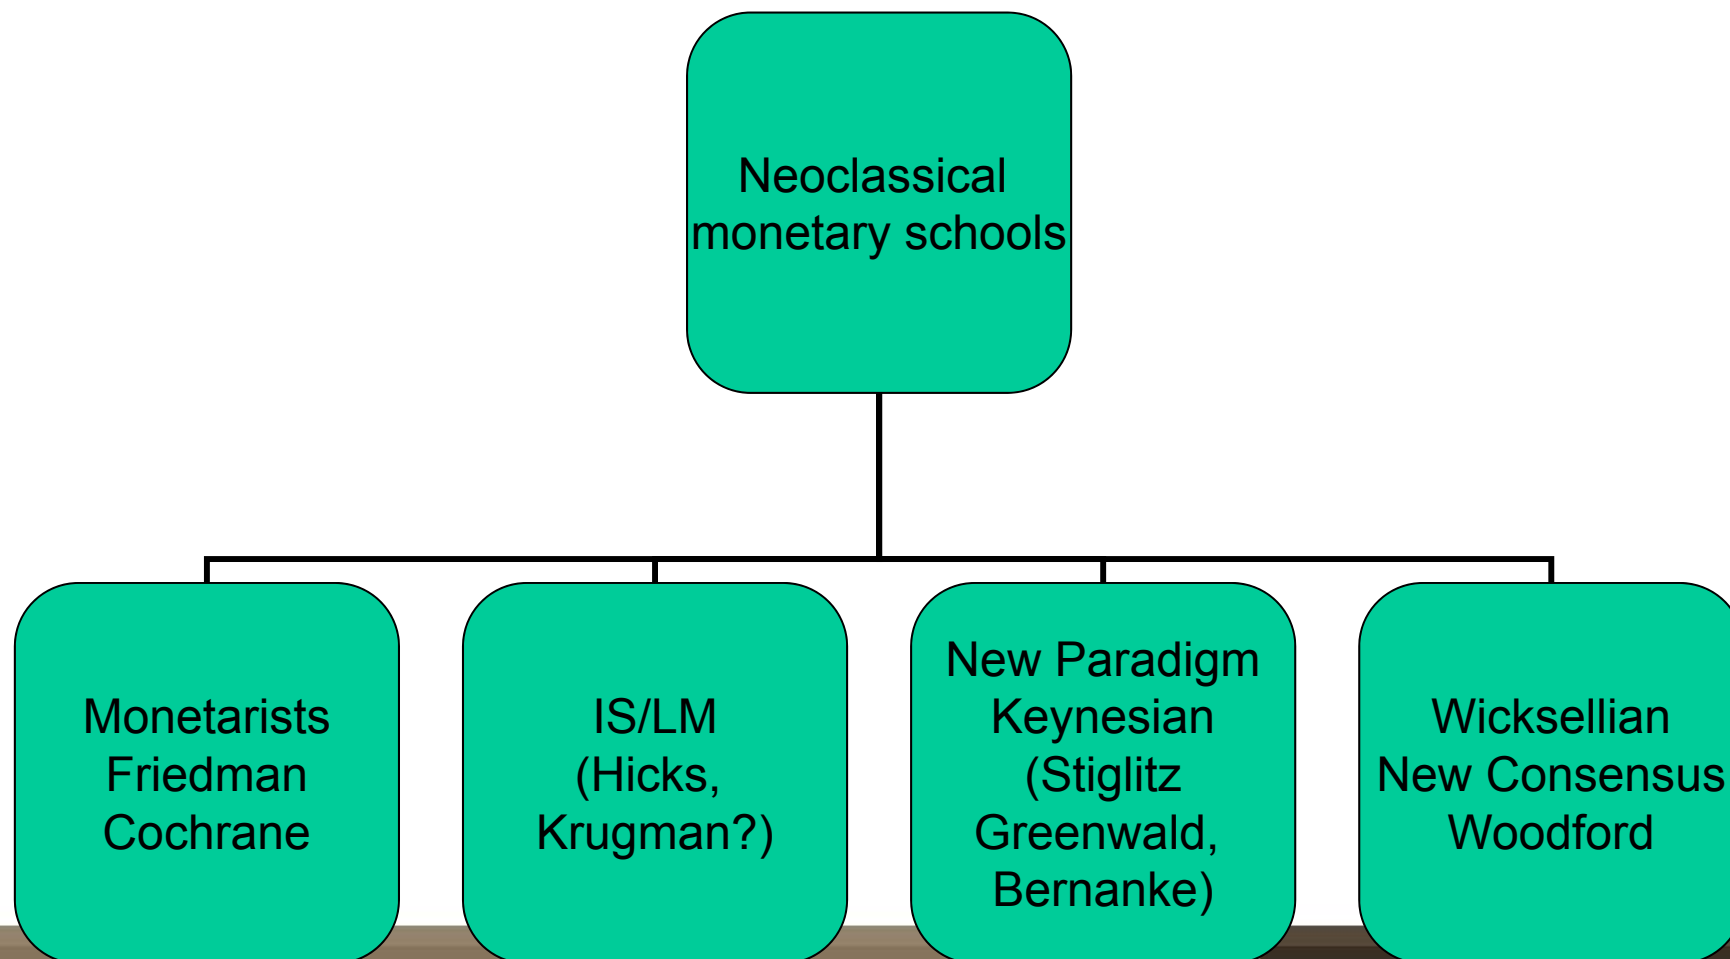 Neoclassical
monetary schools
Monetarists
Friedman
Cochrane
IS/LM
(Hicks,
Krugman?)
New Paradigm
Keynesian
(Stiglitz
Greenwald,
Bernanke)
Wicksellian
New Consensus
Woodford